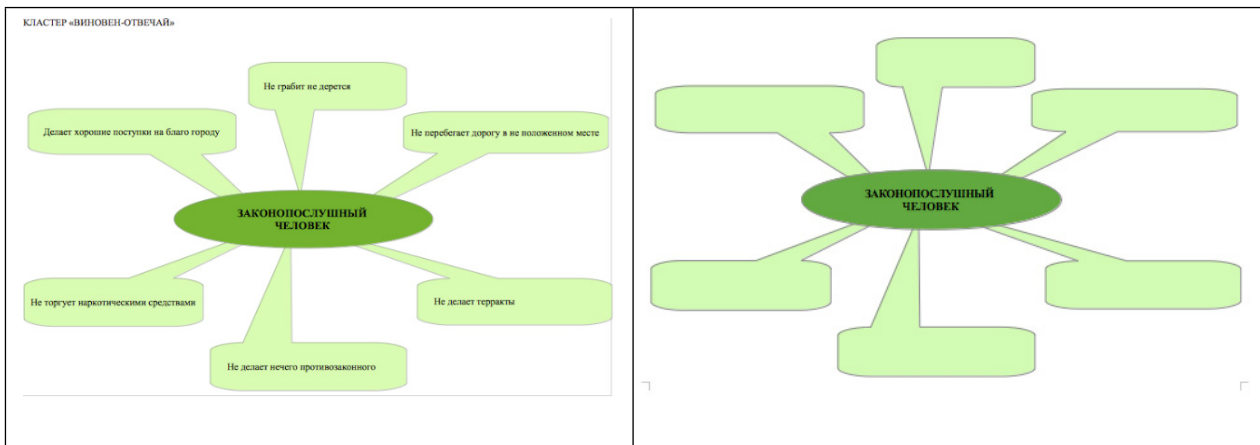 КЛАСТЕР «ВИНОВЕН-ОТВЕЧАЙ»
Не грабит не дерется
Делает хорошие поступки на благо городу
Не перебегает дорогу в не положенном месте
ЗАКОНОПОСЛУШНЫЙ
ЧЕЛОВЕК
Не торгует наркотическими средствами
Не делает терракты
Не делает нечего противозаконного
ЗАКОНОПОСЛУШНЫЙ
ЧЕЛОВЕК